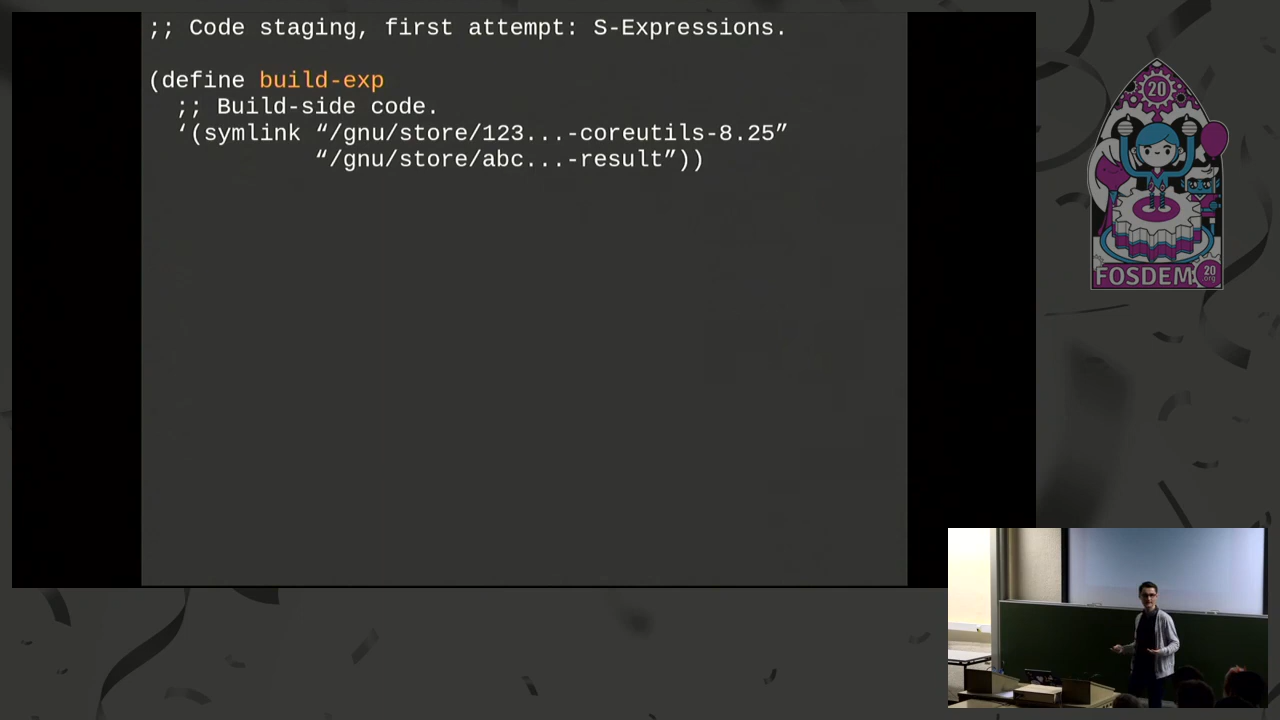 ;; Code staging, first attempt: S-Expressions.
(define build-exp
;; Build-side code.
‘(symlink “/gnu/store/123...-coreutils-8.25”
“/gnu/store/abc...-result”))
20
FOSDEM
20
org